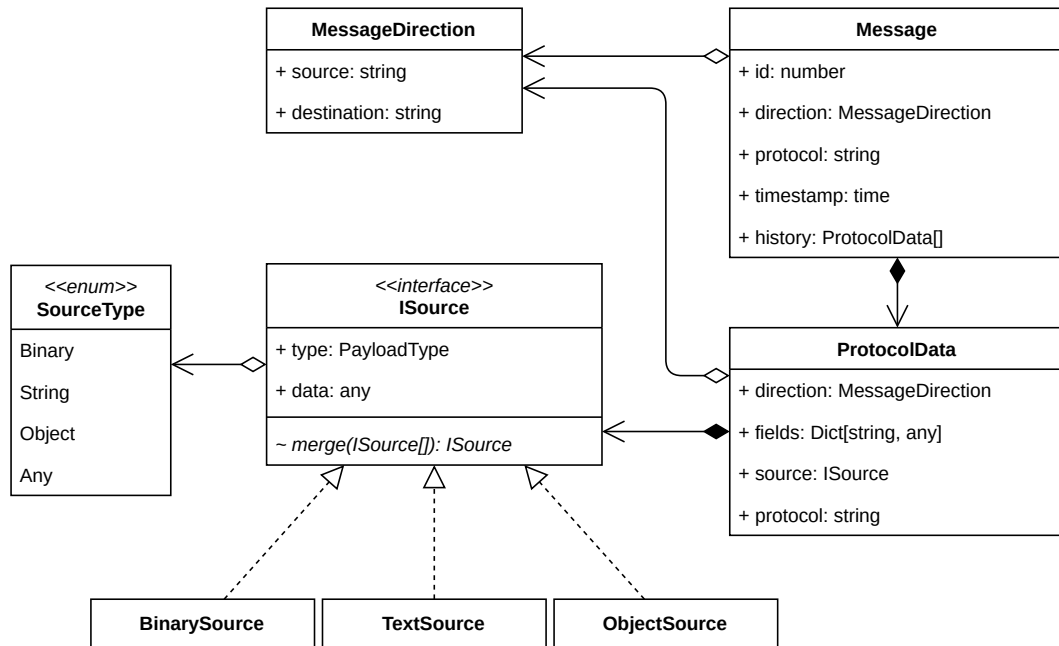 MessageDirection
+ source: string
+ destination: string
Message
+ id: number
+ direction: MessageDirection
+ protocol: string
+ timestamp: time
+ history: ProtocolData[]
<<enum>>
SourceType
Binary
String
Object
Any
<<interface>>
ISource
+ type: PayloadType
+ data: any
~ merge(ISource[]): ISource
ProtocolData
+ direction: MessageDirection
+ fields: Dict[string, any]
+ source: ISource
+ protocol: string
BinarySource
TextSource
ObjectSource